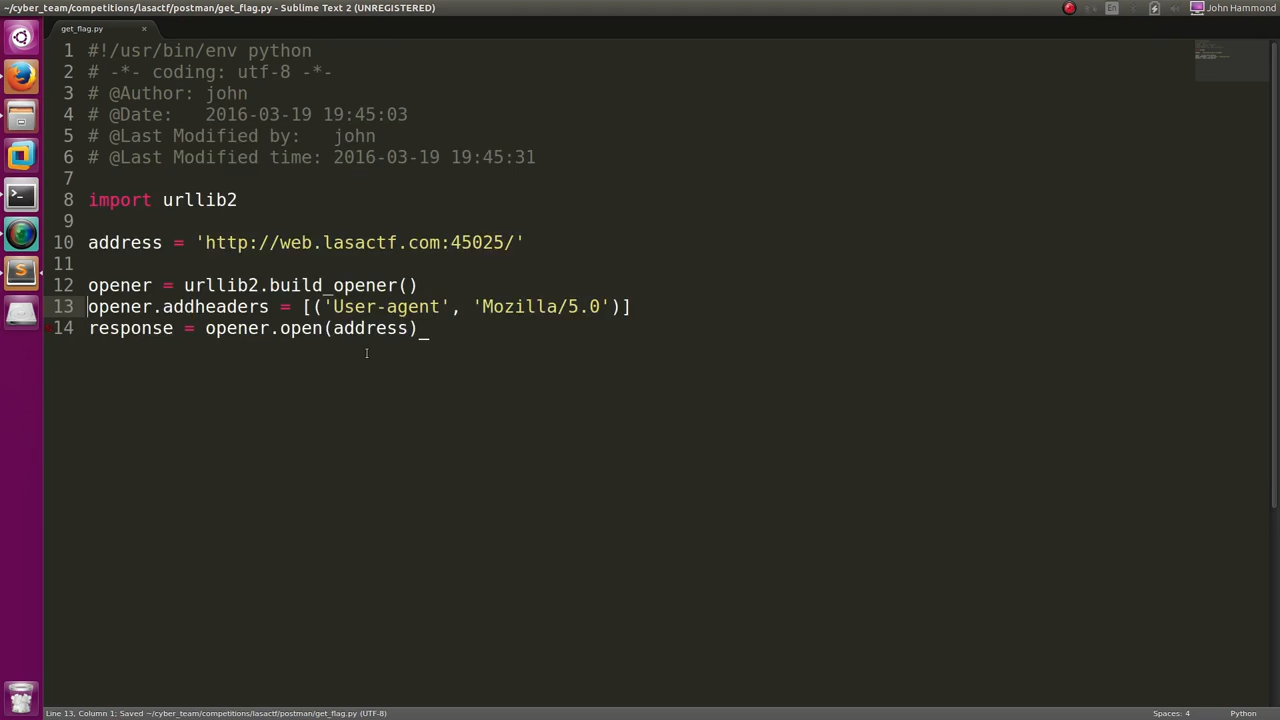 ~/cyber_team/competitions/lasactf/postman/get_flag.py - Sublime Text 2 (UNREGISTERED)
En
John Hammond
get_flag.py ×
1 #!/usr/bin/env python
2 # -*- coding: utf-8 -*-
3 # @Author: john
4 # @Date:   2016-03-19 19:45:03
5 # @Last Modified by:   john
6 # @Last Modified time: 2016-03-19 19:45:31
7
8 import urllib2
9
10 address = 'http://web.lasactf.com:45025/'
11
12 opener = urllib2.build_opener()
13 opener.addheaders = [('User-agent', 'Mozilla/5.0')]
14 response = opener.open(address)_
Line 13, Column 1; Saved ~/cyber_team/competitions/lasactf/postman/get_flag.py (UTF-8)
Spaces: 4
Python